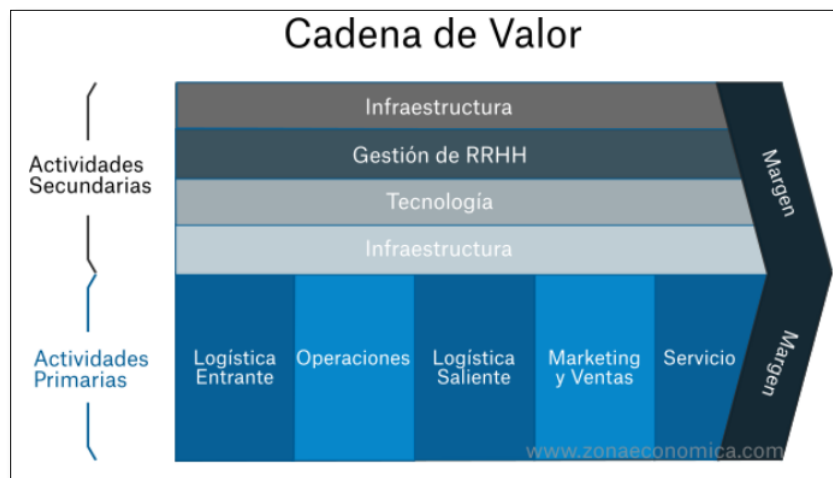 Cadena de Valor
Actividades
Secundarias
Infraestructura
Gestión de RRHH
Tecnología
Infraestructura
Margen
Actividades
Primarias
Logística
Entrante
Operaciones
Logística
Saliente
Marketing
y Ventas
Servicio
Margen
www.zonaeconomica.com